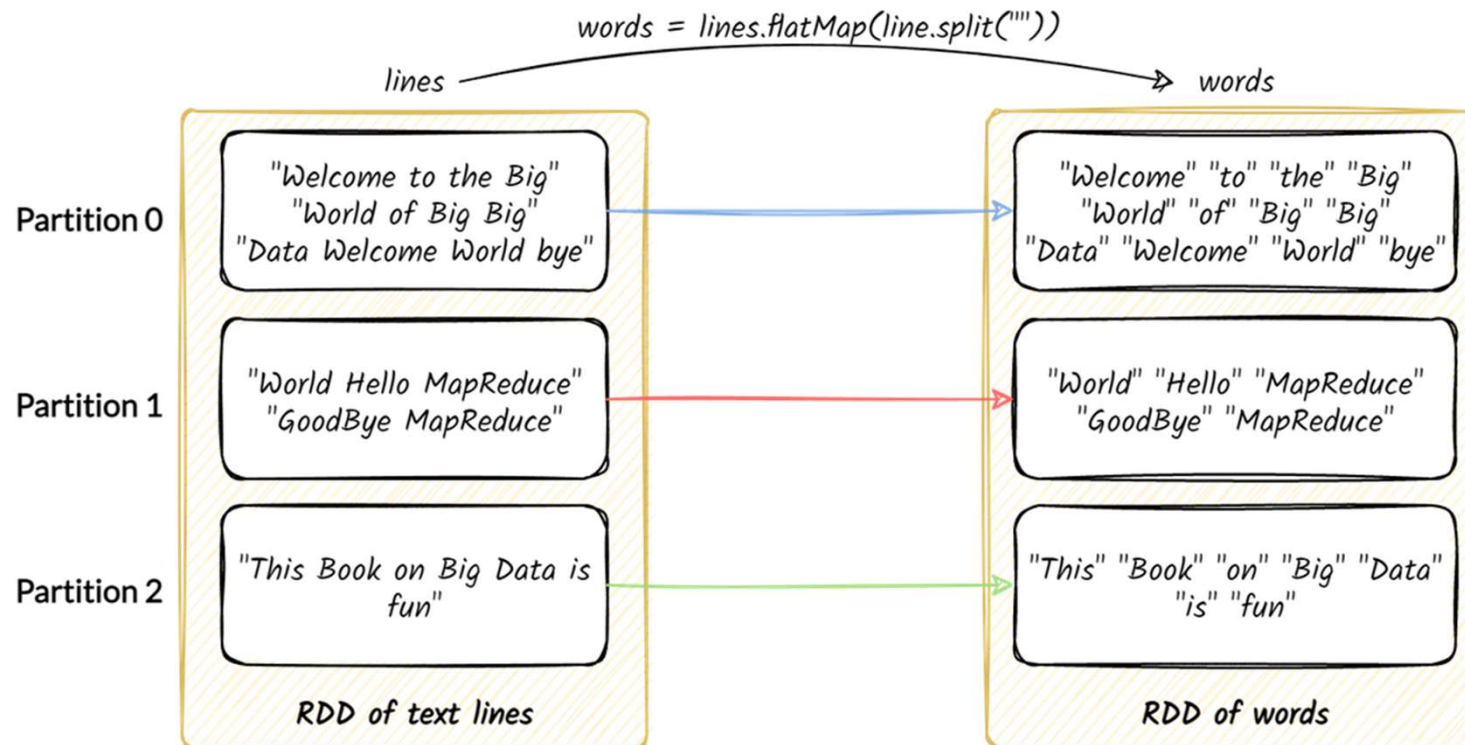 words = lines.flatMap(line.split(""))
lines
words
Partition 0
"Welcome to the Big"
"World of Big Big"
"Data Welcome World bye"
"Welcome" "to" "the" "Big"
"World" "of" "Big" "Big"
"Data" "Welcome" "World" "bye"
Partition 1
"World Hello MapReduce"
"GoodBye MapReduce"
"World" "Hello" "MapReduce"
"GoodBye" "MapReduce"
Partition 2
"This Book on Big Data is
fun"
"This" "Book" "on" "Big" "Data"
"is" "fun"
RDD of text lines
RDD of words